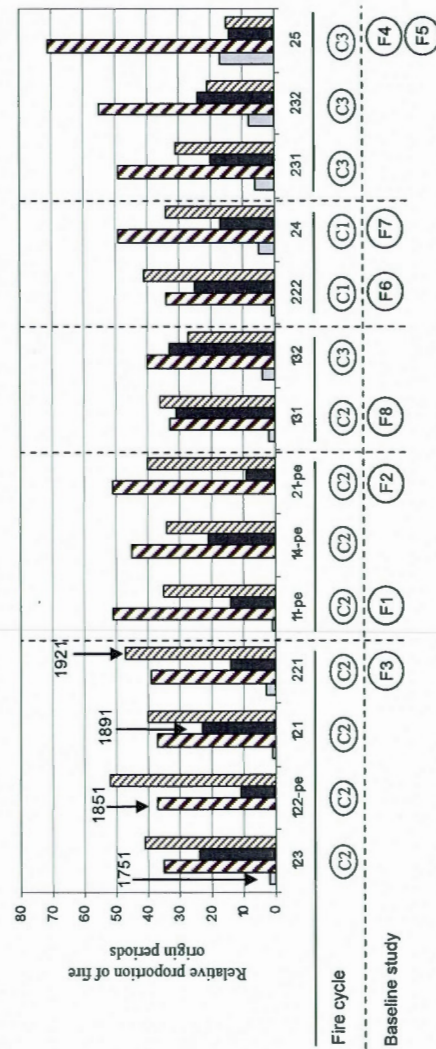 Relative proportion of fire
origin periods
80
70
60
50
40
30
20
10
0
1751
1851
1891
1921
123
122-pe
121
221
11-pe
14-pe
21-pe
131
132
222
24
231
232
25
Fire cycle
C2
C2
C2
C2
C2
C2
C2
C2
C3
C1
C1
C3
C3
C3
Baseline study
F3
F1
F2
F8
F6
F7
F4
F5